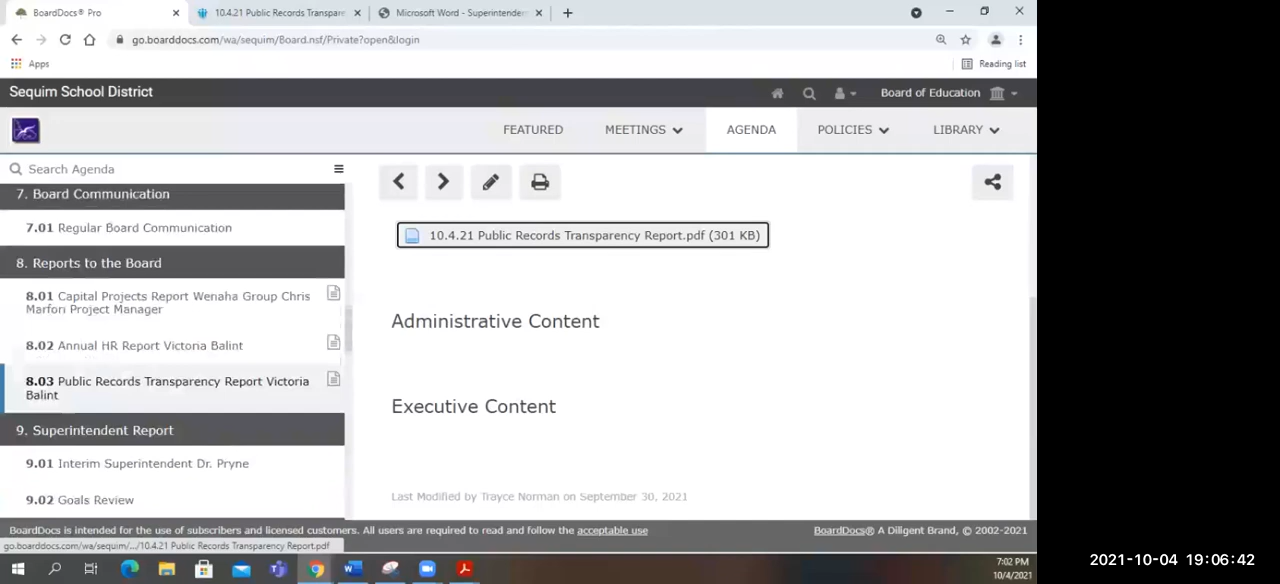 BoardDocs® Pro
10.4.21 Public Records Transpare
Microsoft Word - Superintenden
go.boarddocs.com/wa/sequim/Board.nsf/Private?open&login
Apps
Reading list
Sequim School District
Board of Education
FEATURED
MEETINGS
AGENDA
POLICIES
LIBRARY
Search Agenda
7. Board Communication
7.01 Regular Board Communication
8. Reports to the Board
8.01 Capital Projects Report Wenaha Group Chris
Marfori Project Manager
8.02 Annual HR Report Victoria Balint
8.03 Public Records Transparency Report Victoria
Balint
9. Superintendent Report
9.01 Interim Superintendent Dr. Pryne
9.02 Goals Review
10.4.21 Public Records Transparency Report.pdf (301 KB)
Administrative Content
Executive Content
Last Modified by Trayce Norman on September 30, 2021
BoardDocs is intended for the use of subscribers and licensed customers. All users are required to read and follow the acceptable use
BoardDocs® A Diligent Brand, © 2002-2021
go.boarddocs.com/wa/sequim/.../10.4.21 Public Records Transparency Report.pdf
7:02 PM
10/4/2021
2021-10-04 19:06:42